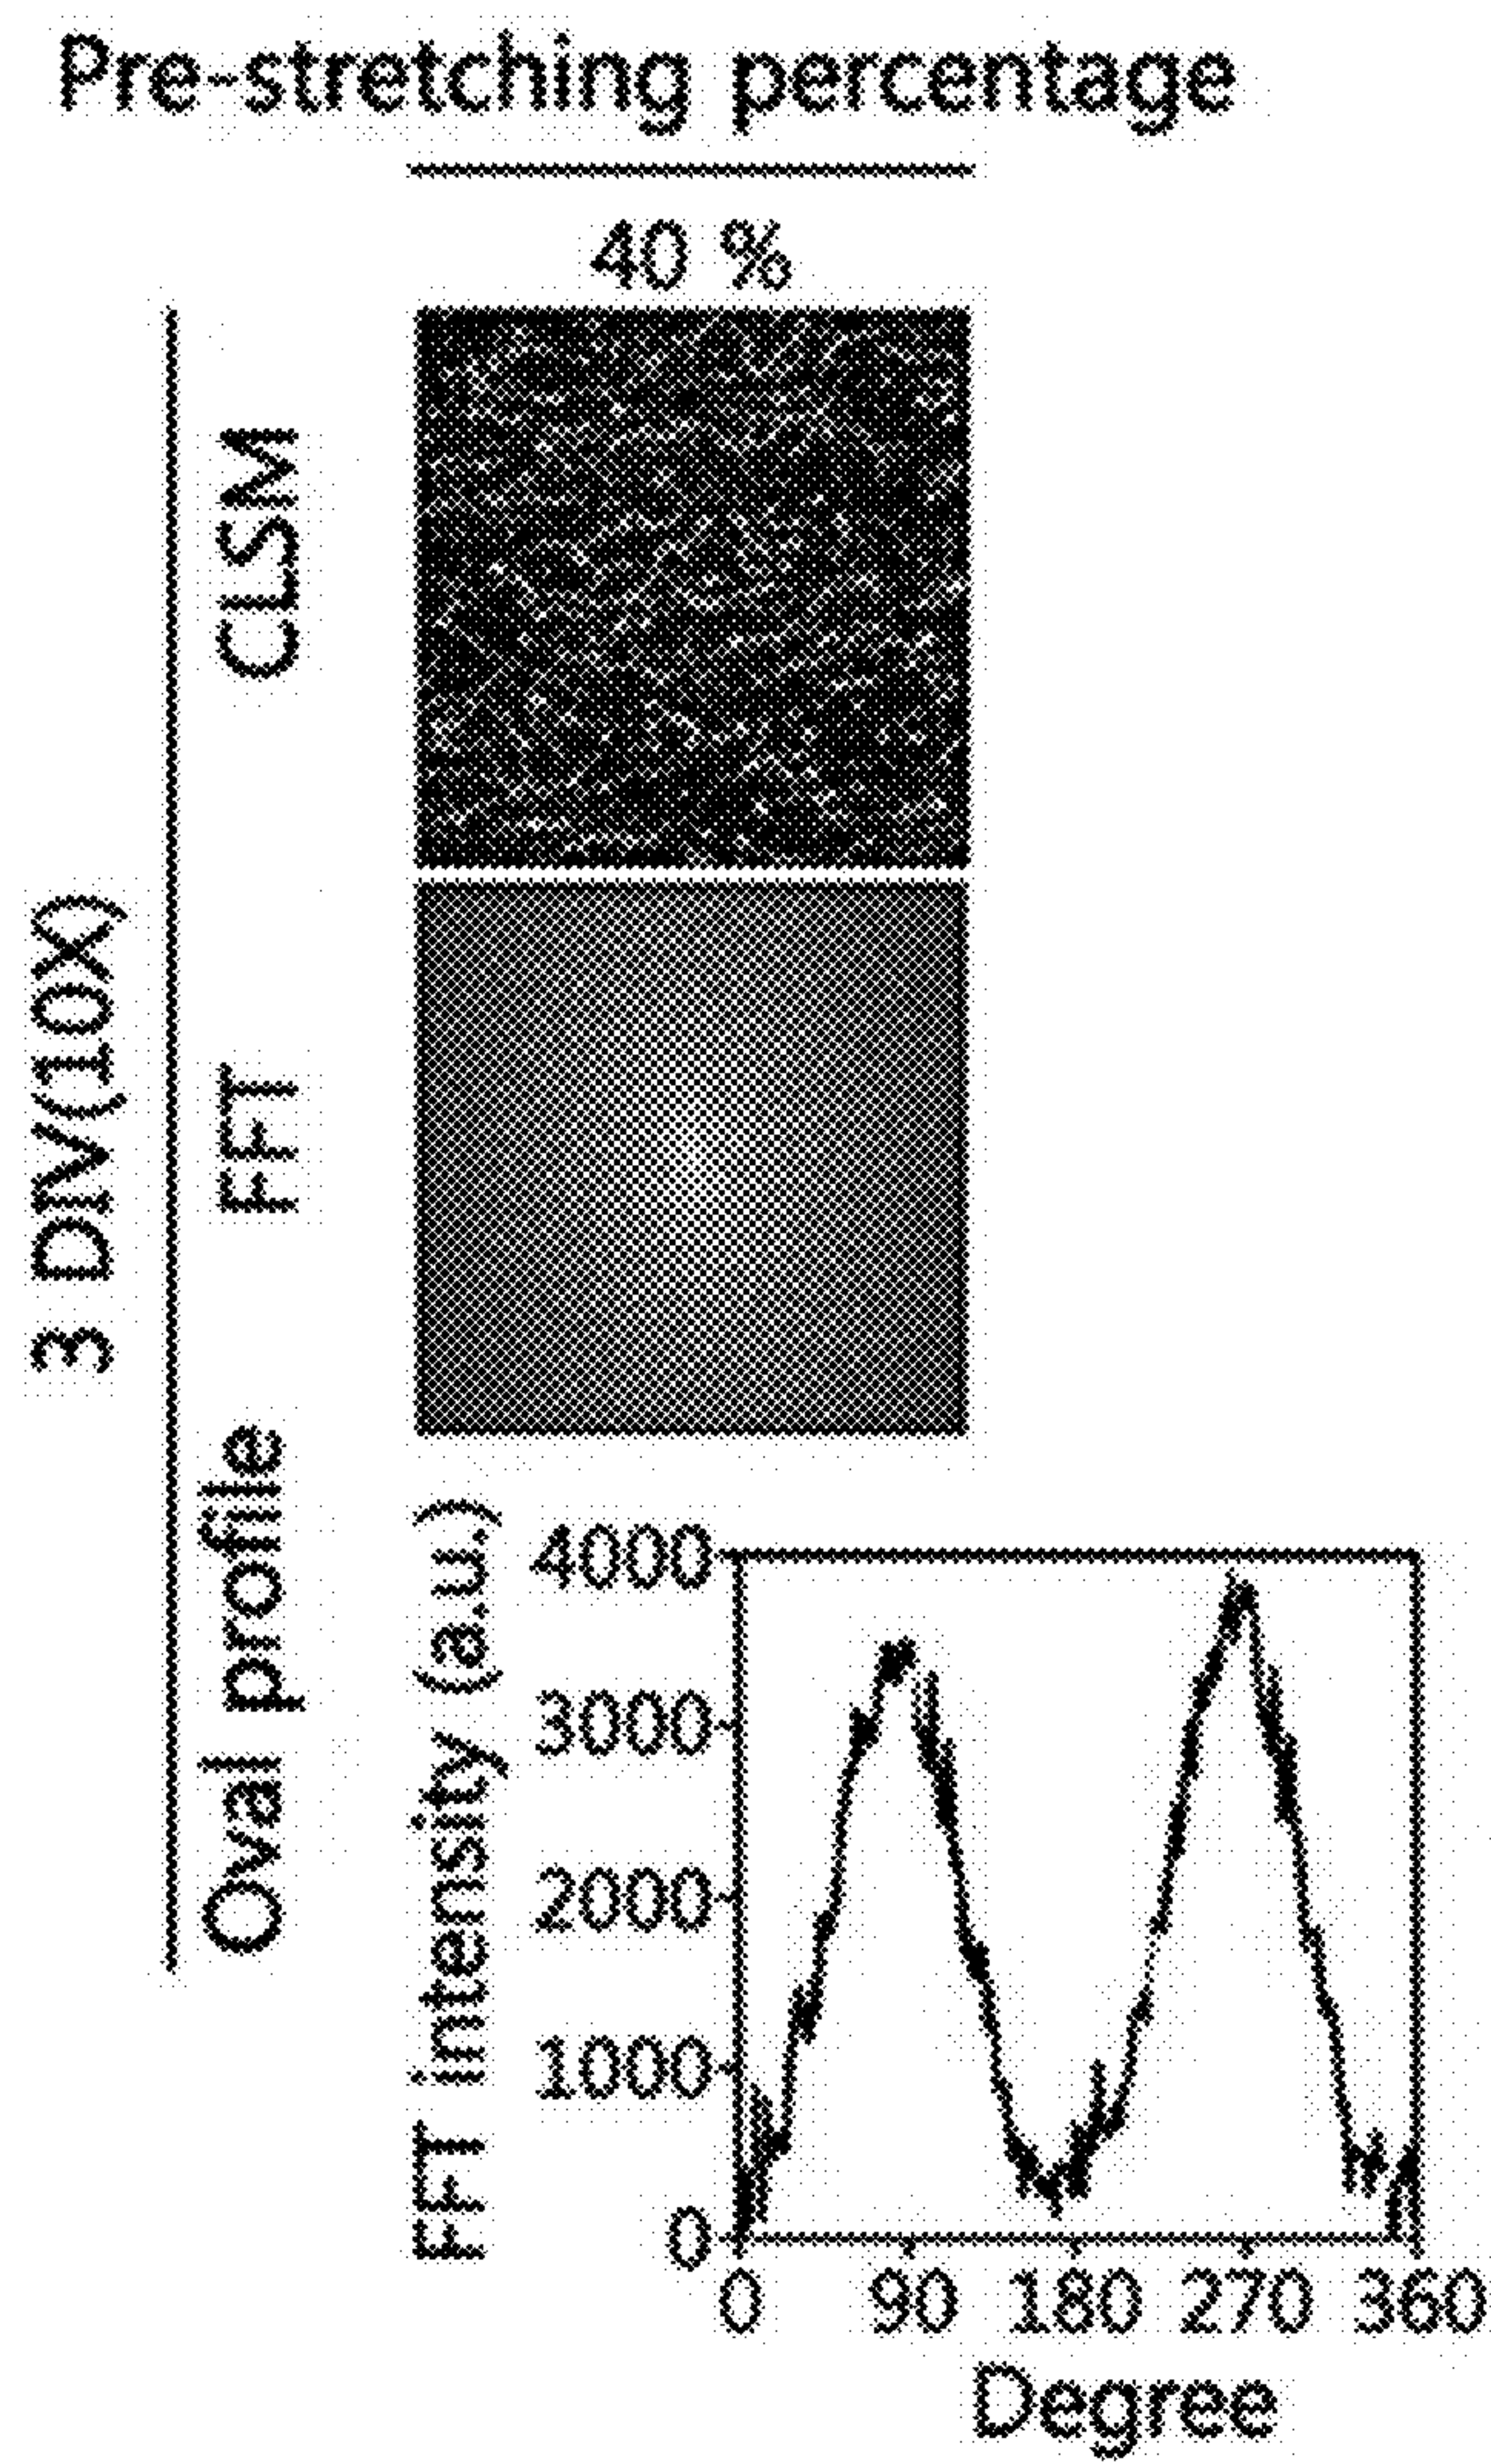 Pre-stretching percentage
40 %
3 DIV(10X)
CLSM
FFT
Oval profile
FFT intensity (a.u.)
4000
3000
2000
1000
0
0 90 180 270 360
Degree